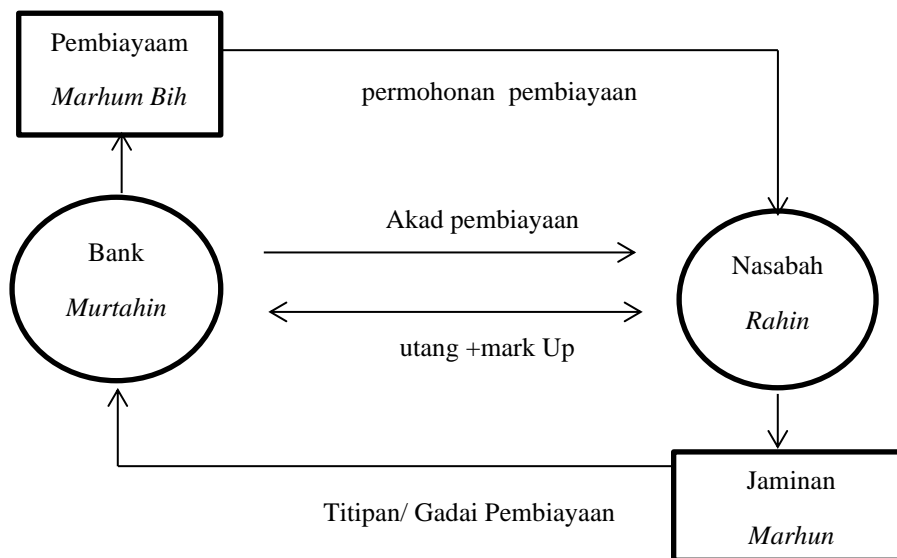 Pembiayaam
Marhum Bih
permohonan  pembiayaan
Akad pembiayaan
Bank
Murtahin
Nasabah
Rahin
utang +mark Up
Jaminan
Marhun
Titipan/ Gadai Pembiayaan